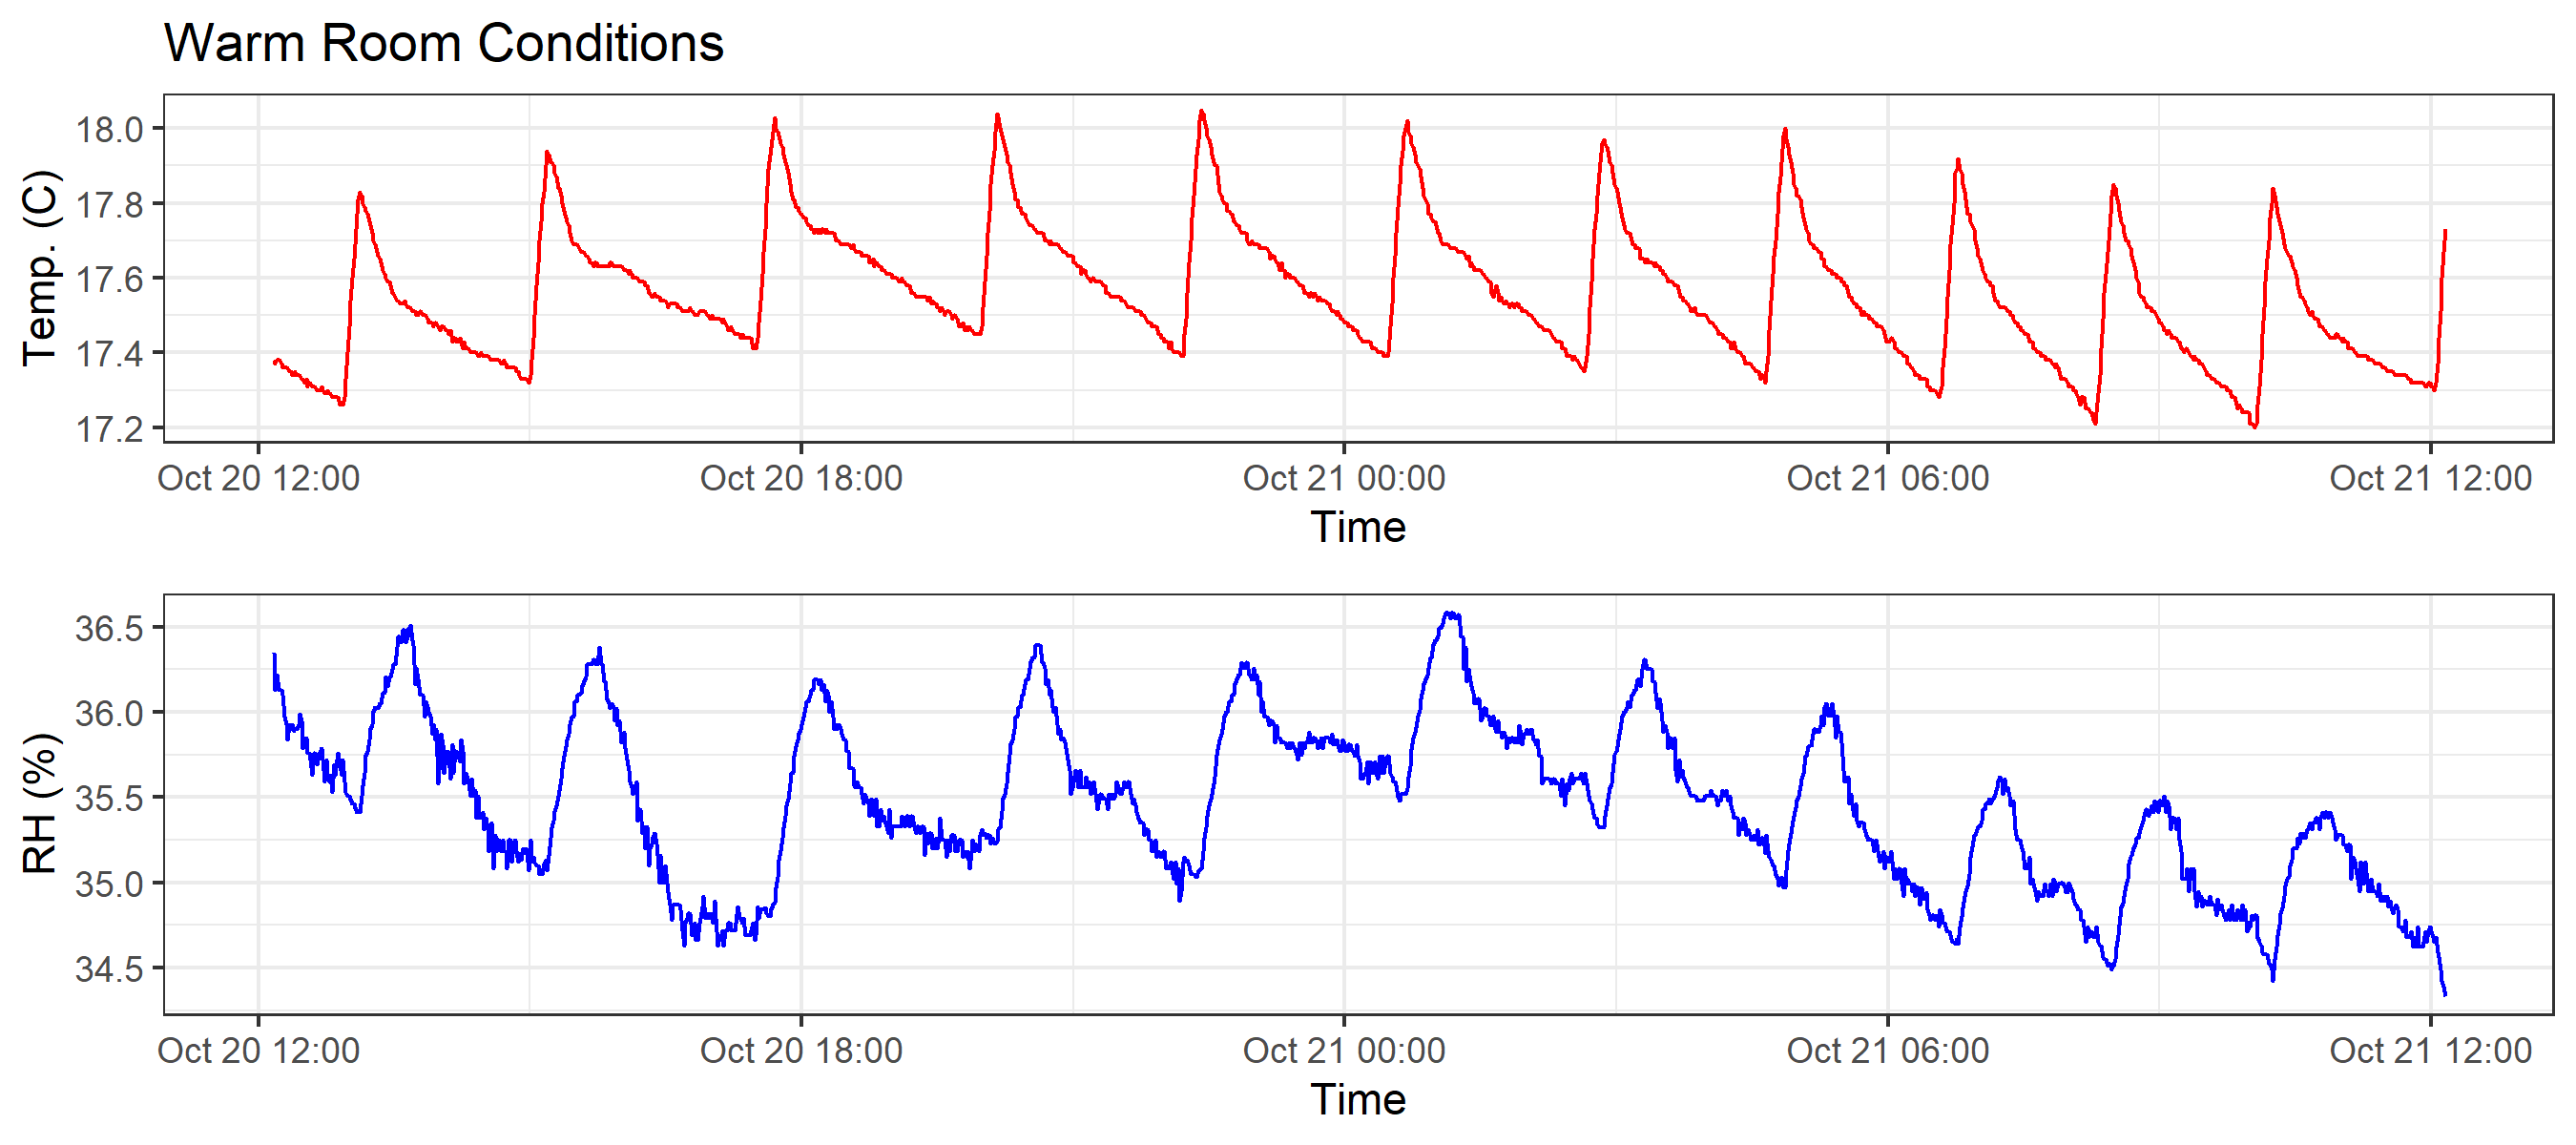 Warm Room Conditions
Temp. (C)
18.0
17.8
17.6
17.4
17.2
Oct 20 12:00 Oct 20 18:00 Oct 21 00:00 Oct 21 06:00 Oct 21 12:00
Time
RH (%)
36.5
36.0
35.5
35.0
34.5
Oct 20 12:00 Oct 20 18:00 Oct 21 00:00 Oct 21 06:00 Oct 21 12:00
Time